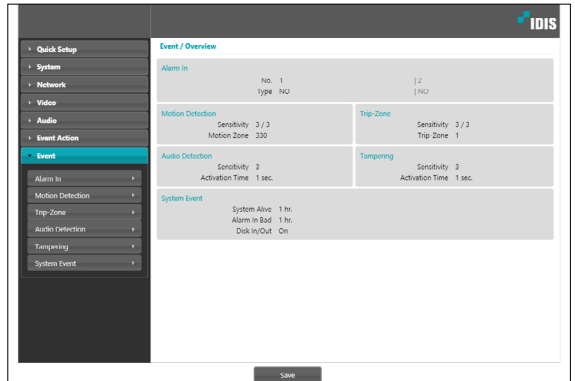 IDIS
Quick Setup
System
Network
Video
Audio
Event Action
Event
Alarm In
Motion Detection
Trip-Zone
Audio Detection
Tampering
System Event
Event / Overview
Alarm In
No. 1 | 2
Type NO | NO
Motion Detection
Sensitivity 3 / 3
Motion Zone 330
Trip-Zone
Sensitivity 3 / 3
Trip Zone 1
Audio Detection
Sensitivity 3
Activation Time 1 sec.
Tampering
Sensitivity 3
Activation Time 1 sec.
System Event
System Alive 1 hr.
Alarm In Bad 1 hr.
Disk In/Out On
Save